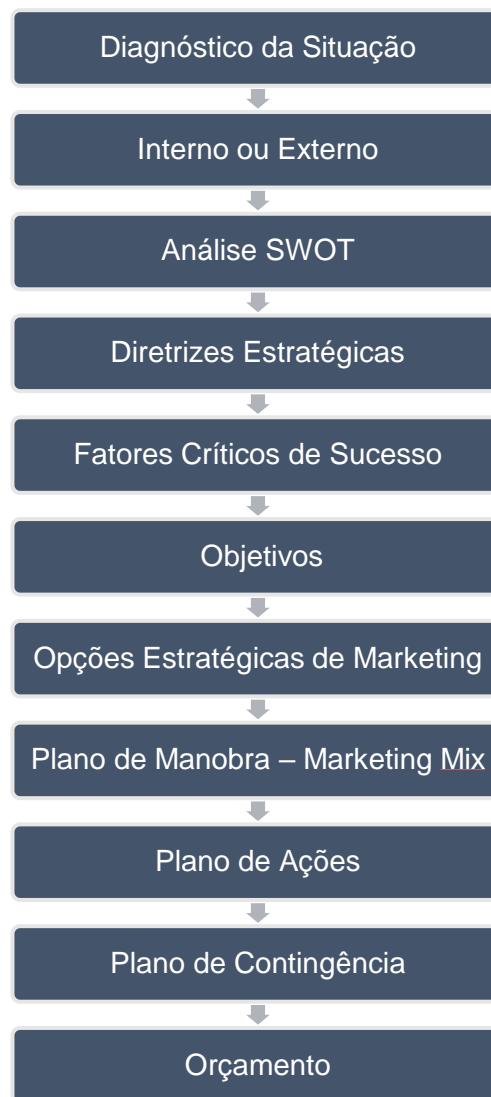 Diagnóstico da Situação
Interno ou Externo
Análise SWOT
Diretrizes Estratégicas
Fatores Críticos de Sucesso
Objetivos
Opções Estratégicas de Marketing
Plano de Manobra – Marketing Mix
Plano de Ações
Plano de Contingência
Orçamento